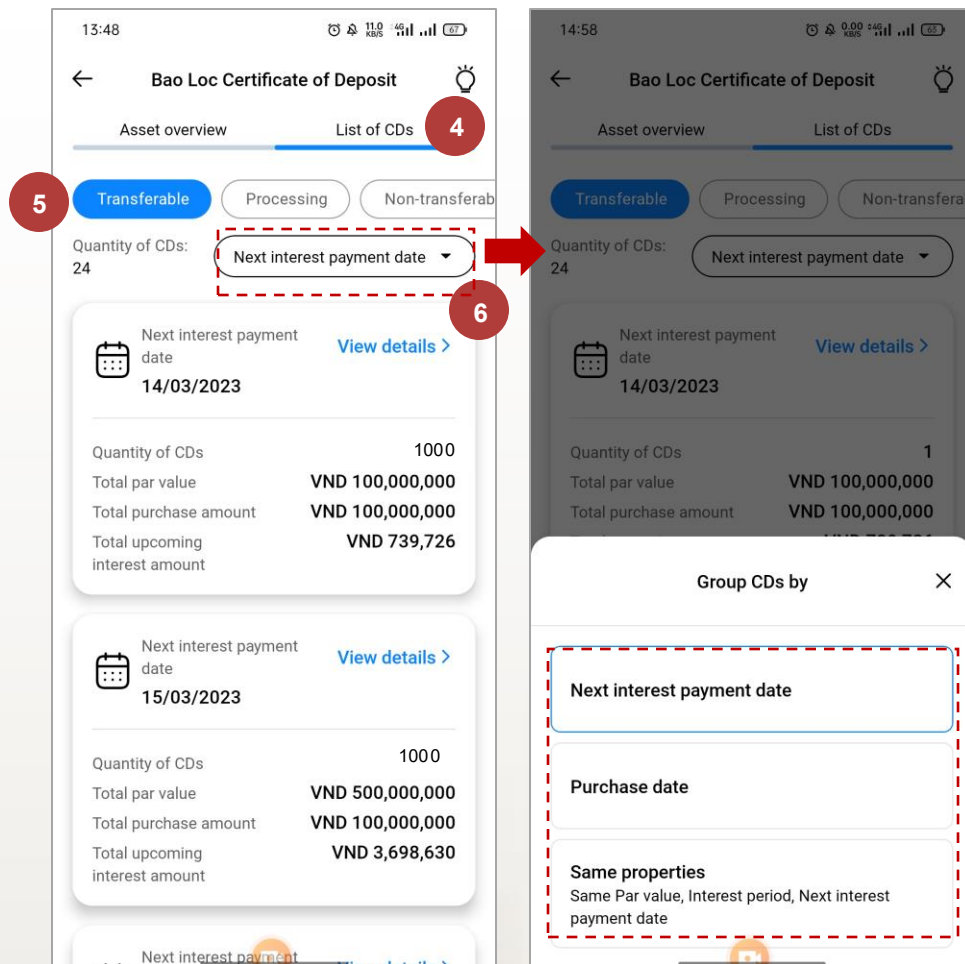 13:48
11.0
KB/S
4G
67
Bao Loc Certificate of Deposit
Asset overview
List of CDs
4
5
Transferable
Processing
Non-transferab
Quantity of CDs:
24
Next interest payment date
6
Next interest payment
date
14/03/2023
View details >
Quantity of CDs
1000
Total par value
VND 100,000,000
Total purchase amount
VND 100,000,000
Total upcoming
interest amount
VND 739,726
Next interest payment
date
15/03/2023
View details >
Quantity of CDs
1000
Total par value
VND 500,000,000
Total purchase amount
VND 100,000,000
Total upcoming
interest amount
VND 3,698,630
Next interest payment
14:58
0.00
KB/S
4G
63
Bao Loc Certificate of Deposit
Asset overview
List of CDs
Transferable
Processing
Non-transfera
Quantity of CDs:
24
Next interest payment date
Next interest payment
date
14/03/2023
View details >
Quantity of CDs
1
Total par value
VND 100,000,000
Total purchase amount
VND 100,000,000
Group CDs by
Next interest payment date
Purchase date
Same properties
Same Par value, Interest period, Next interest
payment date